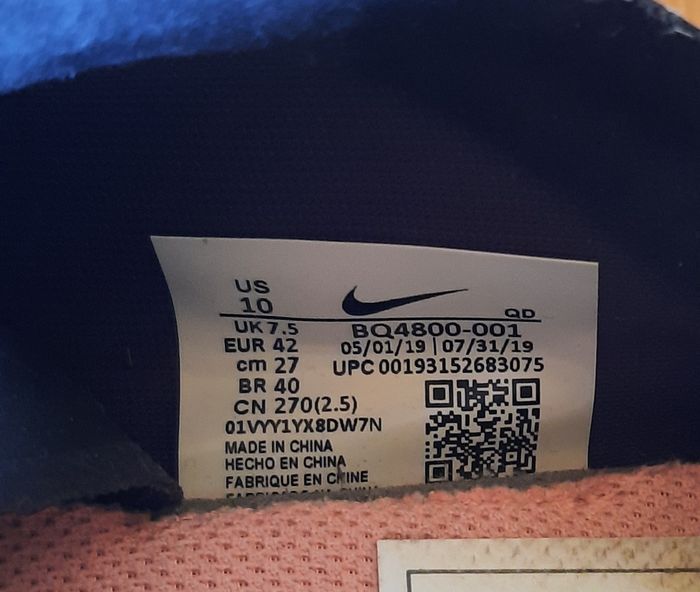 US
10
QD
UK 7.5
EUR 42
cm 27
BR 40
CN 270(2.5)
BQ4800-001
05/01/19 | 07/31/19
UPC 00193152683075
01VYY1YX8DW7N
MADE IN CHINA
HECHO EN CHINA
FABRIQUE EN CHINE